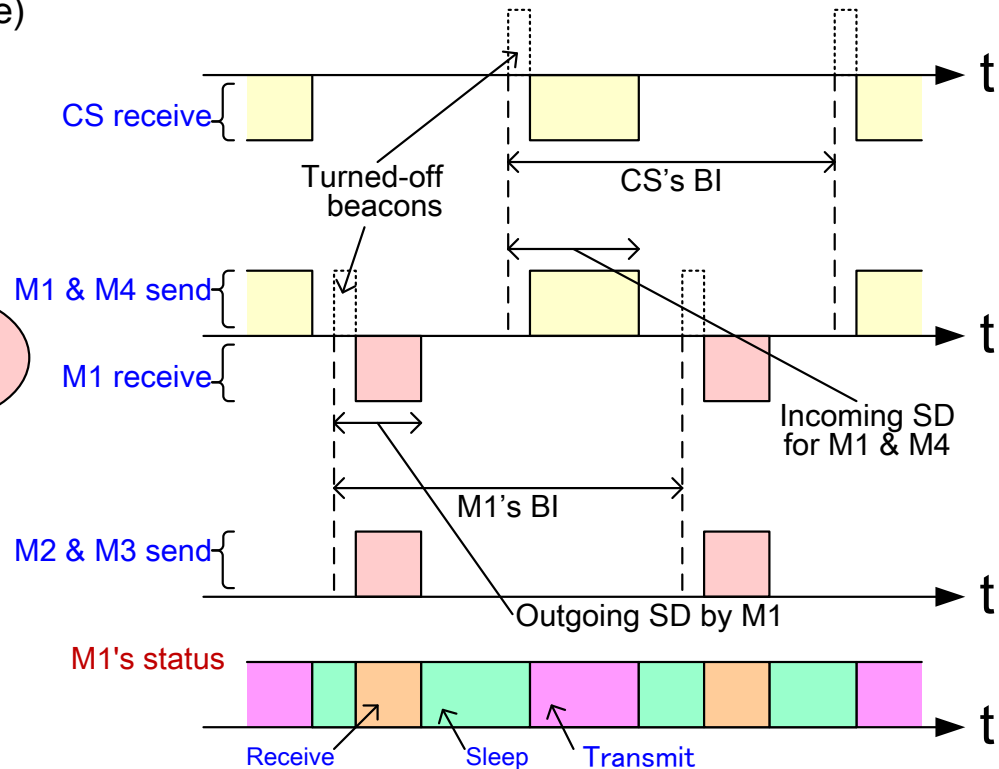 e)
t
CS receive
Turned-off
beacons
CS's BI
M1 & M4 send
t
M1 receive
Incoming SD
for M1 & M4
M1's BI
M2 & M3 send
t
Outgoing SD by M1
M1's status
t
Receive
Sleep
Transmit